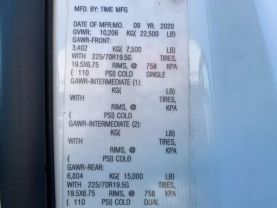 MFD. BY: TIME MFG
DATE OF MFR:MO. 09 YR. 2020
GVWR: 10,206 KG( 22,500 LB)
GAWR-FRONT:
3,402 KG( 7,500 LB)
WITH 225/70R19.5G TIRES,
19.5X6.75 RIMS, @ 758 KPA
( 110 PSI) COLD SINGLE
GAWR-INTERMEDIATE (1):
KG( LB)
WITH TIRES,
RIMS, @ KPA
( PSI) COLD
GAWR-INTERMEDIATE (2):
KG( LB)
WITH TIRES,
RIMS, @ KPA
( PSI) COLD
GAWR-REAR:
6,804 KG( 15,000 LB)
WITH 225/70R19.5G TIRES,
19.5X6.75 RIMS, @ 758 KPA
( 110 PSI) COLD DUAL